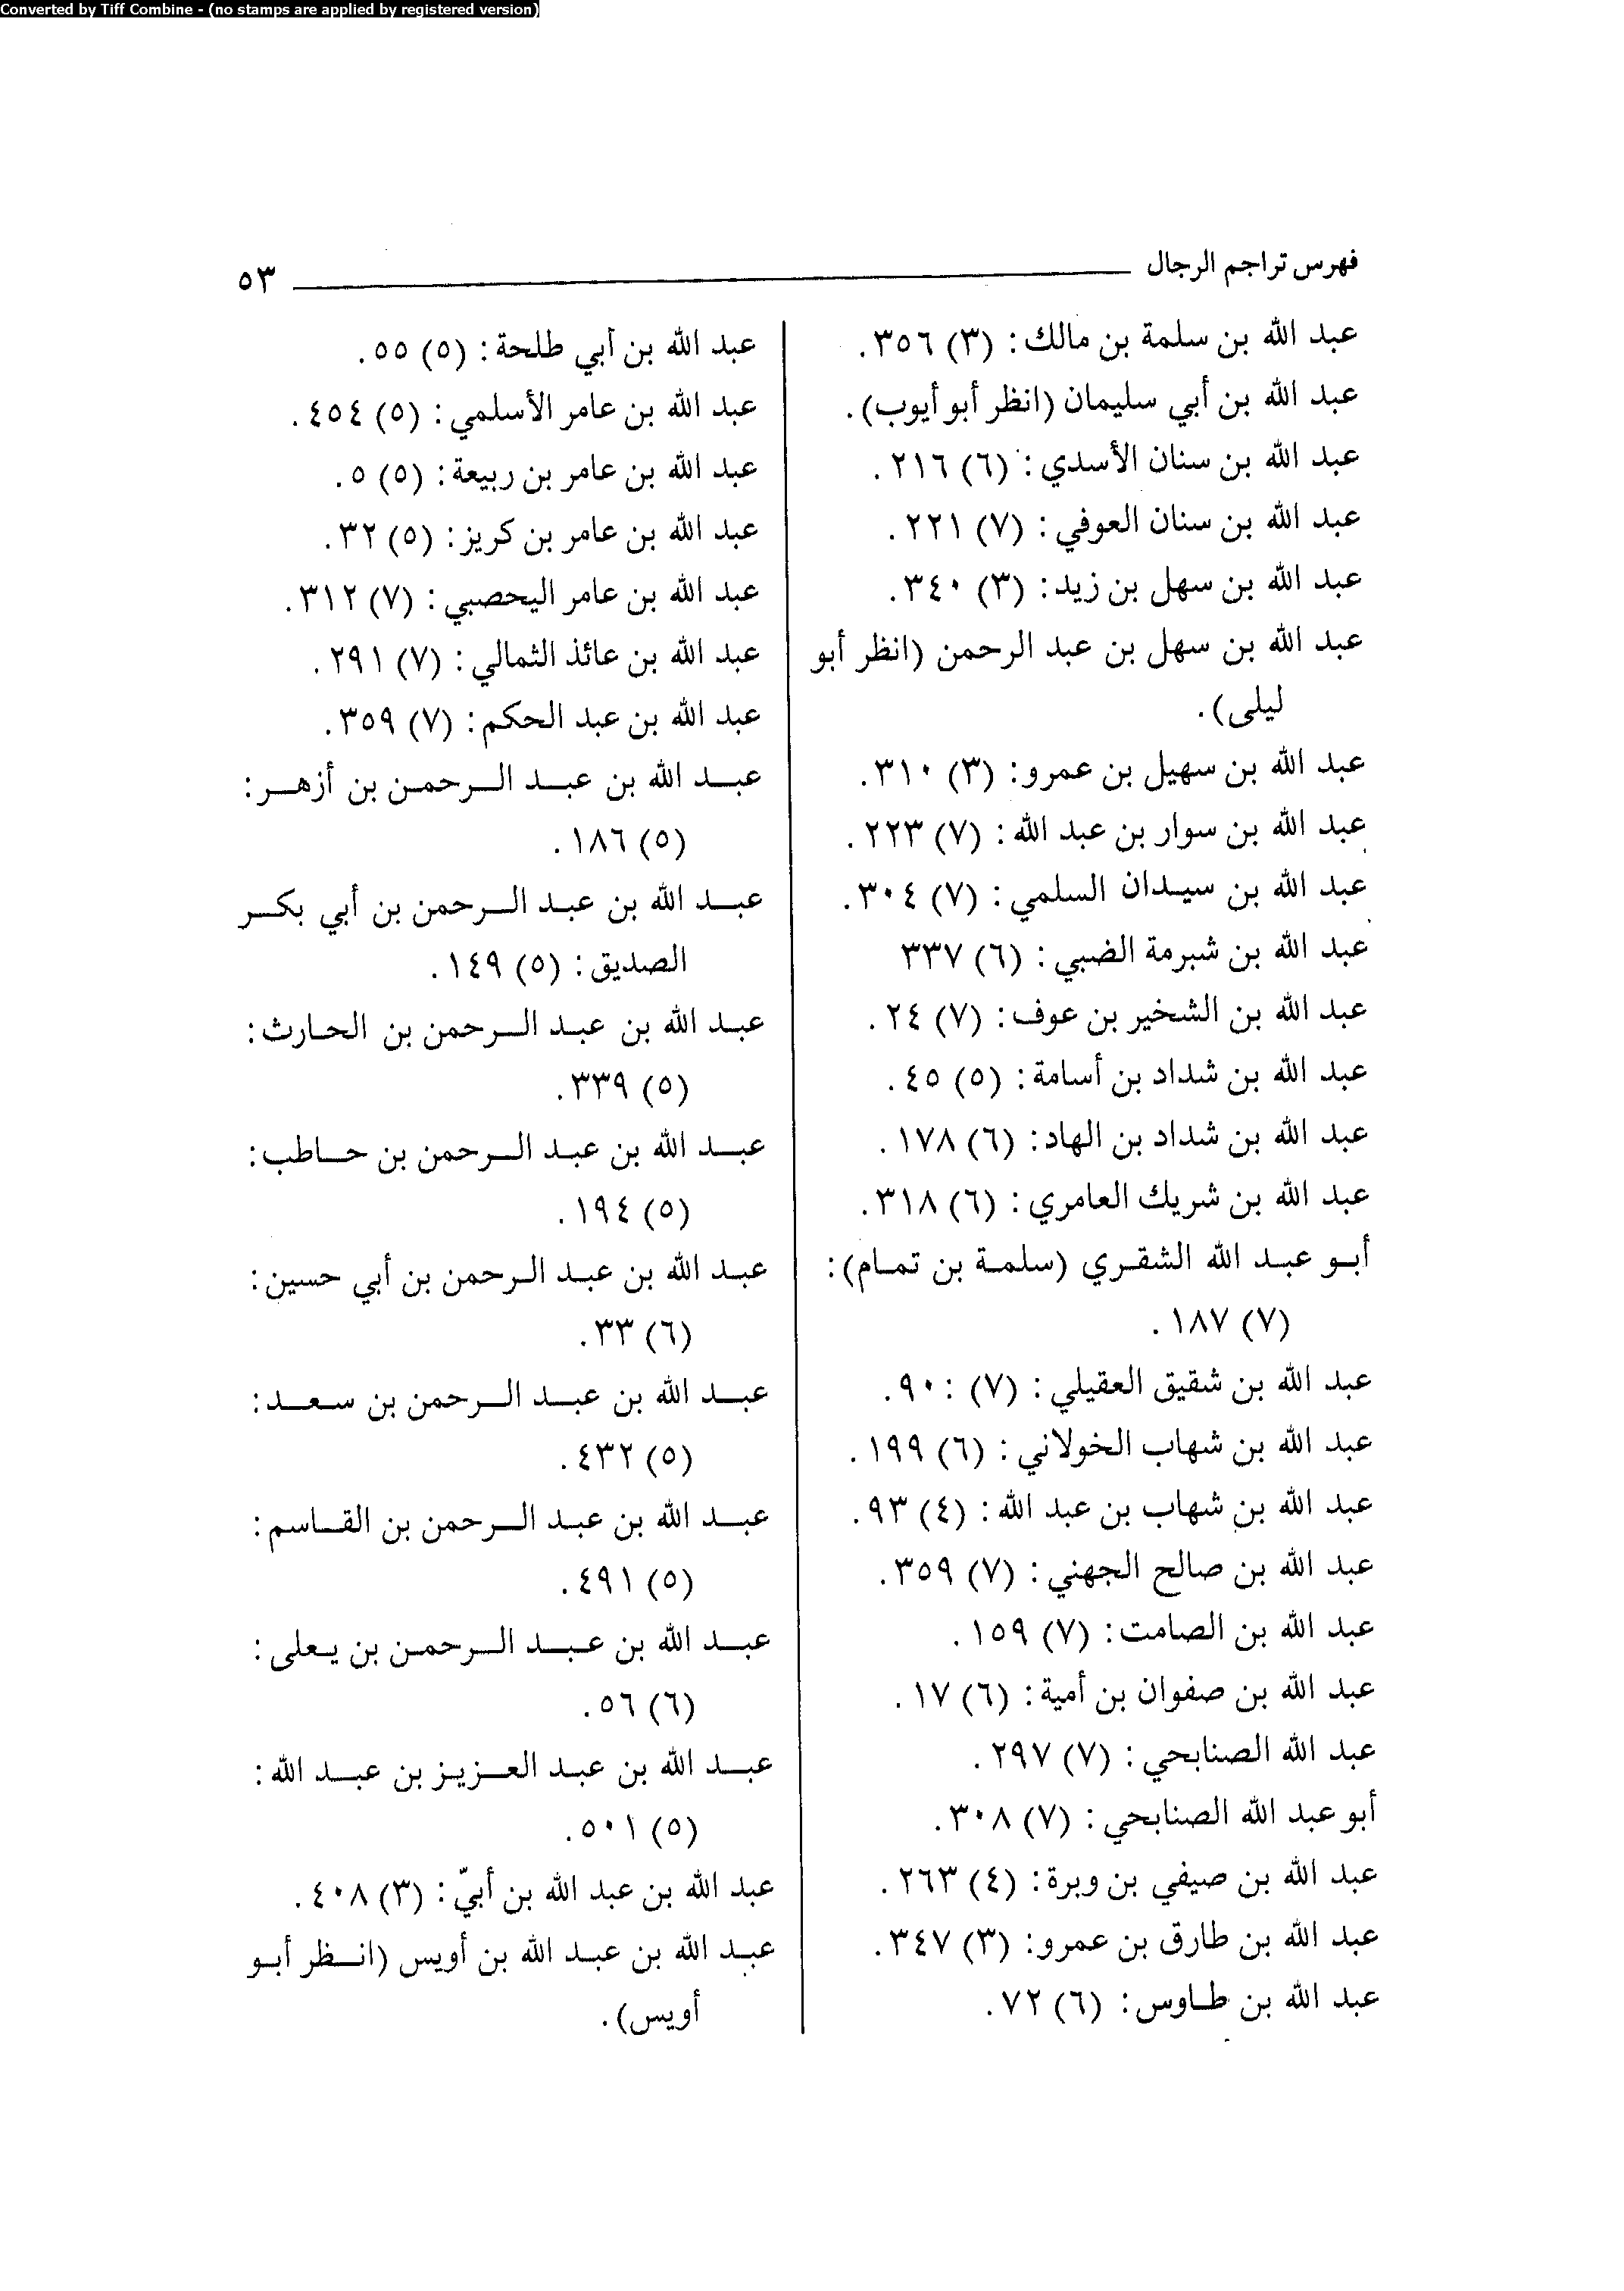 Converted by Tiff Combine - (no stamps are applied by registered version)
فهرس تراجم الرجال ٥٣
عبد الله بن سلمة بن مالك: (٣) ٣٥٦.
عبد الله بن أبي سليمان (انظر أبو أيوب).
عبد الله بن سنان الأسدي: (٦) ٢١٦.
عبد الله بن سنان العوفي: (٧) ٢٢١.
عبد الله بن سهل بن زيد: (٣) ٣٤٠.
عبد الله بن سهل بن عبد الرحمن (انظر أبو
ليلى).
عبد الله بن سهيل بن عمرو: (٣) ٣١٠.
عبد الله بن سوار بن عبد الله: (٧) ٢٢٣.
عبد الله بن سيدان السلمي: (٧) ٣٠٤.
عبد الله بن شبرمة الضبي: (٦) ٣٣٧
عبد الله بن الشخير بن عوف: (٧) ٢٤.
عبد الله بن شداد بن أسامة: (٥) ٤٥.
عبد الله بن شداد بن الهاد: (٦) ١٧٨.
عبد الله بن شريك العامري: (٦) ٣١٨.
أبو عبد الله الشقري (سلمة بن تمام):
(٧) ١٨٧.
عبد الله بن شقيق العقيلي: (٧) : ٩٠.
عبد الله بن شهاب الخولاني: (٦) ١٩٩.
عبد الله بن شهاب بن عبد الله: (٤) ٩٣.
عبد الله بن صالح الجهني: (٧) ٣٥٩.
عبد الله بن الصامت: (٧) ١٥٩.
عبد الله بن صفوان بن أمية: (٦) ١٧.
عبد الله الصنابحي: (٧) ٢٩٧.
أبو عبد الله الصنابحي: (٧) ٣٠٨.
عبد الله بن صيفي بن وبرة: (٤) ٢٦٣.
عبد الله بن طارق بن عمرو: (٣) ٣٤٧.
عبد الله بن طاوس: (٦) ٧٢.
عبد الله بن أبي طلحة: (٥) ٥٥.
عبد الله بن عامر الأسلمي: (٥) ٤٥٤.
عبد الله بن عامر بن ربيعة: (٥) ٥.
عبد الله بن عامر بن كريز: (٥) ٣٢.
عبد الله بن عامر اليحصبي: (٧) ٣١٢.
عبد الله بن عائذ الثمالي: (٧) ٢٩١.
عبد الله بن عبد الحكم: (٧) ٣٥٩.
عبد الله بن عبد الرحمن بن أزهر:
(٥) ١٨٦.
عبد الله بن عبد الرحمن بن أبي بكر
الصديق: (٥) ١٤٩.
عبد الله بن عبد الرحمن بن الحارث:
(٥) ٣٣٩.
عبد الله بن عبد الرحمن بن حاطب:
(٥) ١٩٤.
عبد الله بن عبد الرحمن بن أبي حسين:
(٦) ٣٣.
عبد الله بن عبد الرحمن بن سعد:
(٥) ٤٣٢.
عبد الله بن عبد الرحمن بن القاسم:
(٥) ٤٩١.
عبد الله بن عبد الرحمن بن يعلى:
(٦) ٥٦.
عبد الله بن عبد العزيز بن عبد الله:
(٥) ٥٠١.
عبد الله بن عبد الله بن أبيّ: (٣) ٤٠٨.
عبد الله بن عبد الله بن أويس (انظر أبو
أويس).